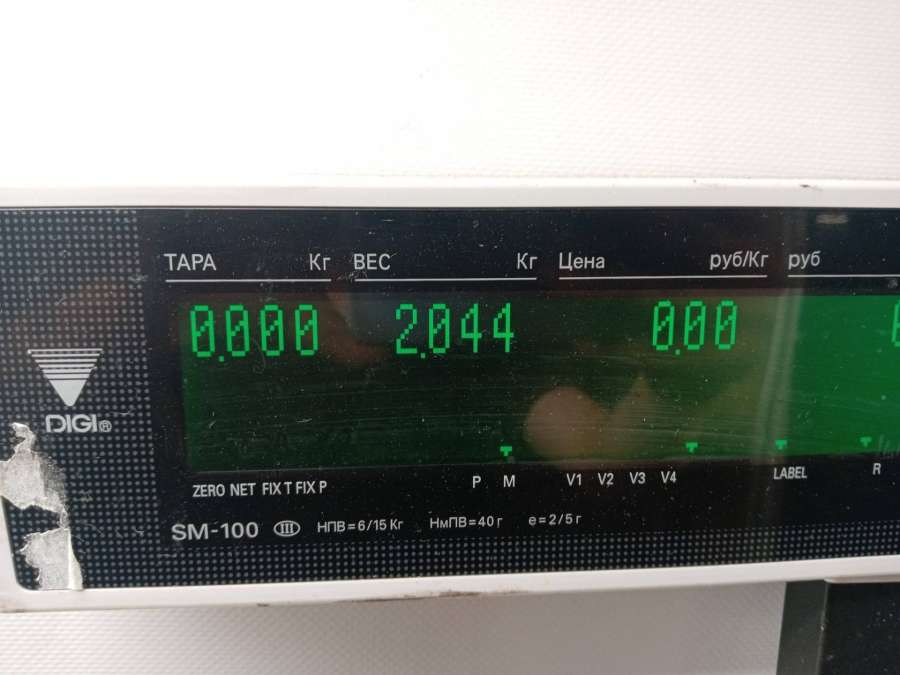 ТАРА Кг ВЕС Кг Цена руб/Кг руб
0.000 2.044 0.00
DIGI®
ZERO NET FIX T FIX P P M V1 V2 V3 V4 LABEL R
SM-100 III НПВ=6/15 Кг НмПВ=40 г e=2/5 г